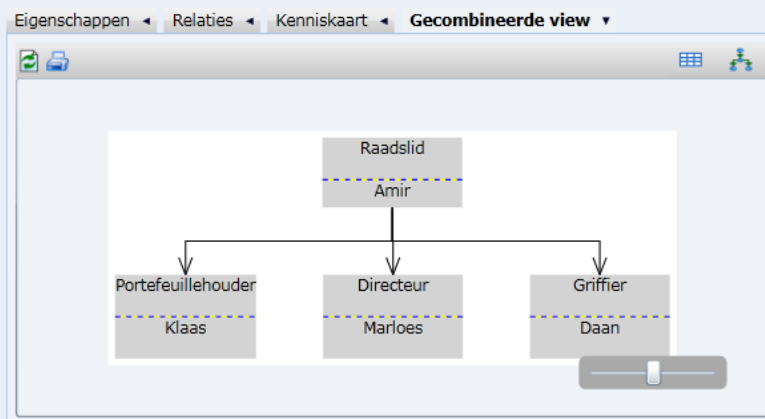 Eigenschappen Relaties Kenniskaart Gecombineerde view
Raadslid
Amir
Portefeuillehouder Directeur Griffier
Klaas Marloes Daan